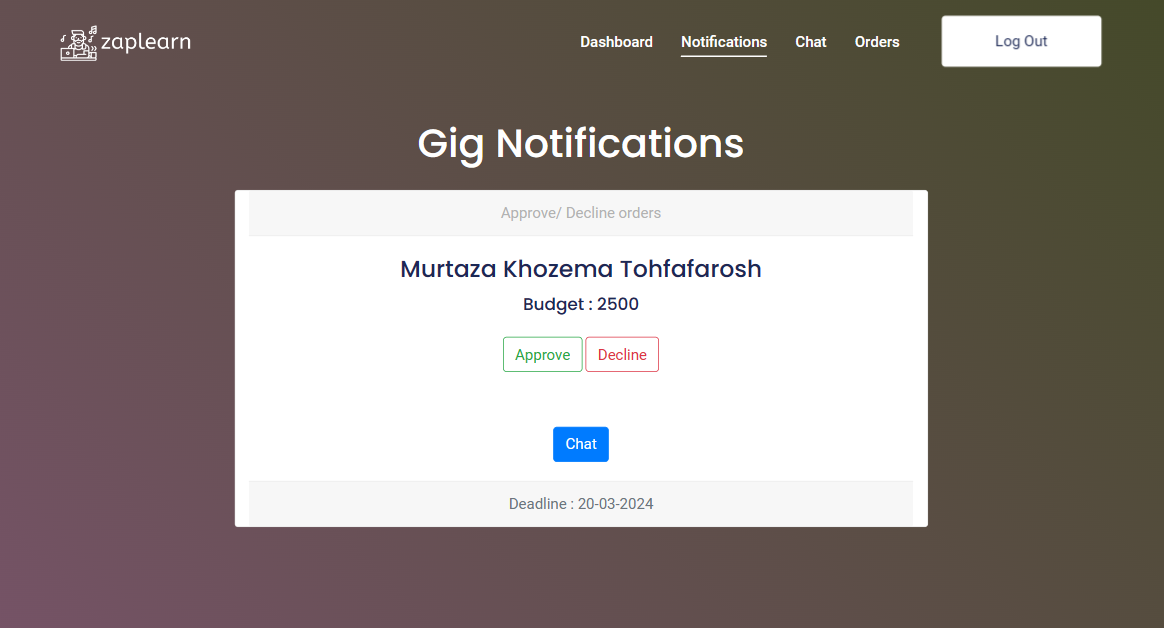 zaplearn
Dashboard Notifications Chat Orders Log Out
Gig Notifications
Approve/ Decline orders
Murtaza Khozema Tohfafarosh
Budget : 2500
Approve Decline
Chat
Deadline : 20-03-2024